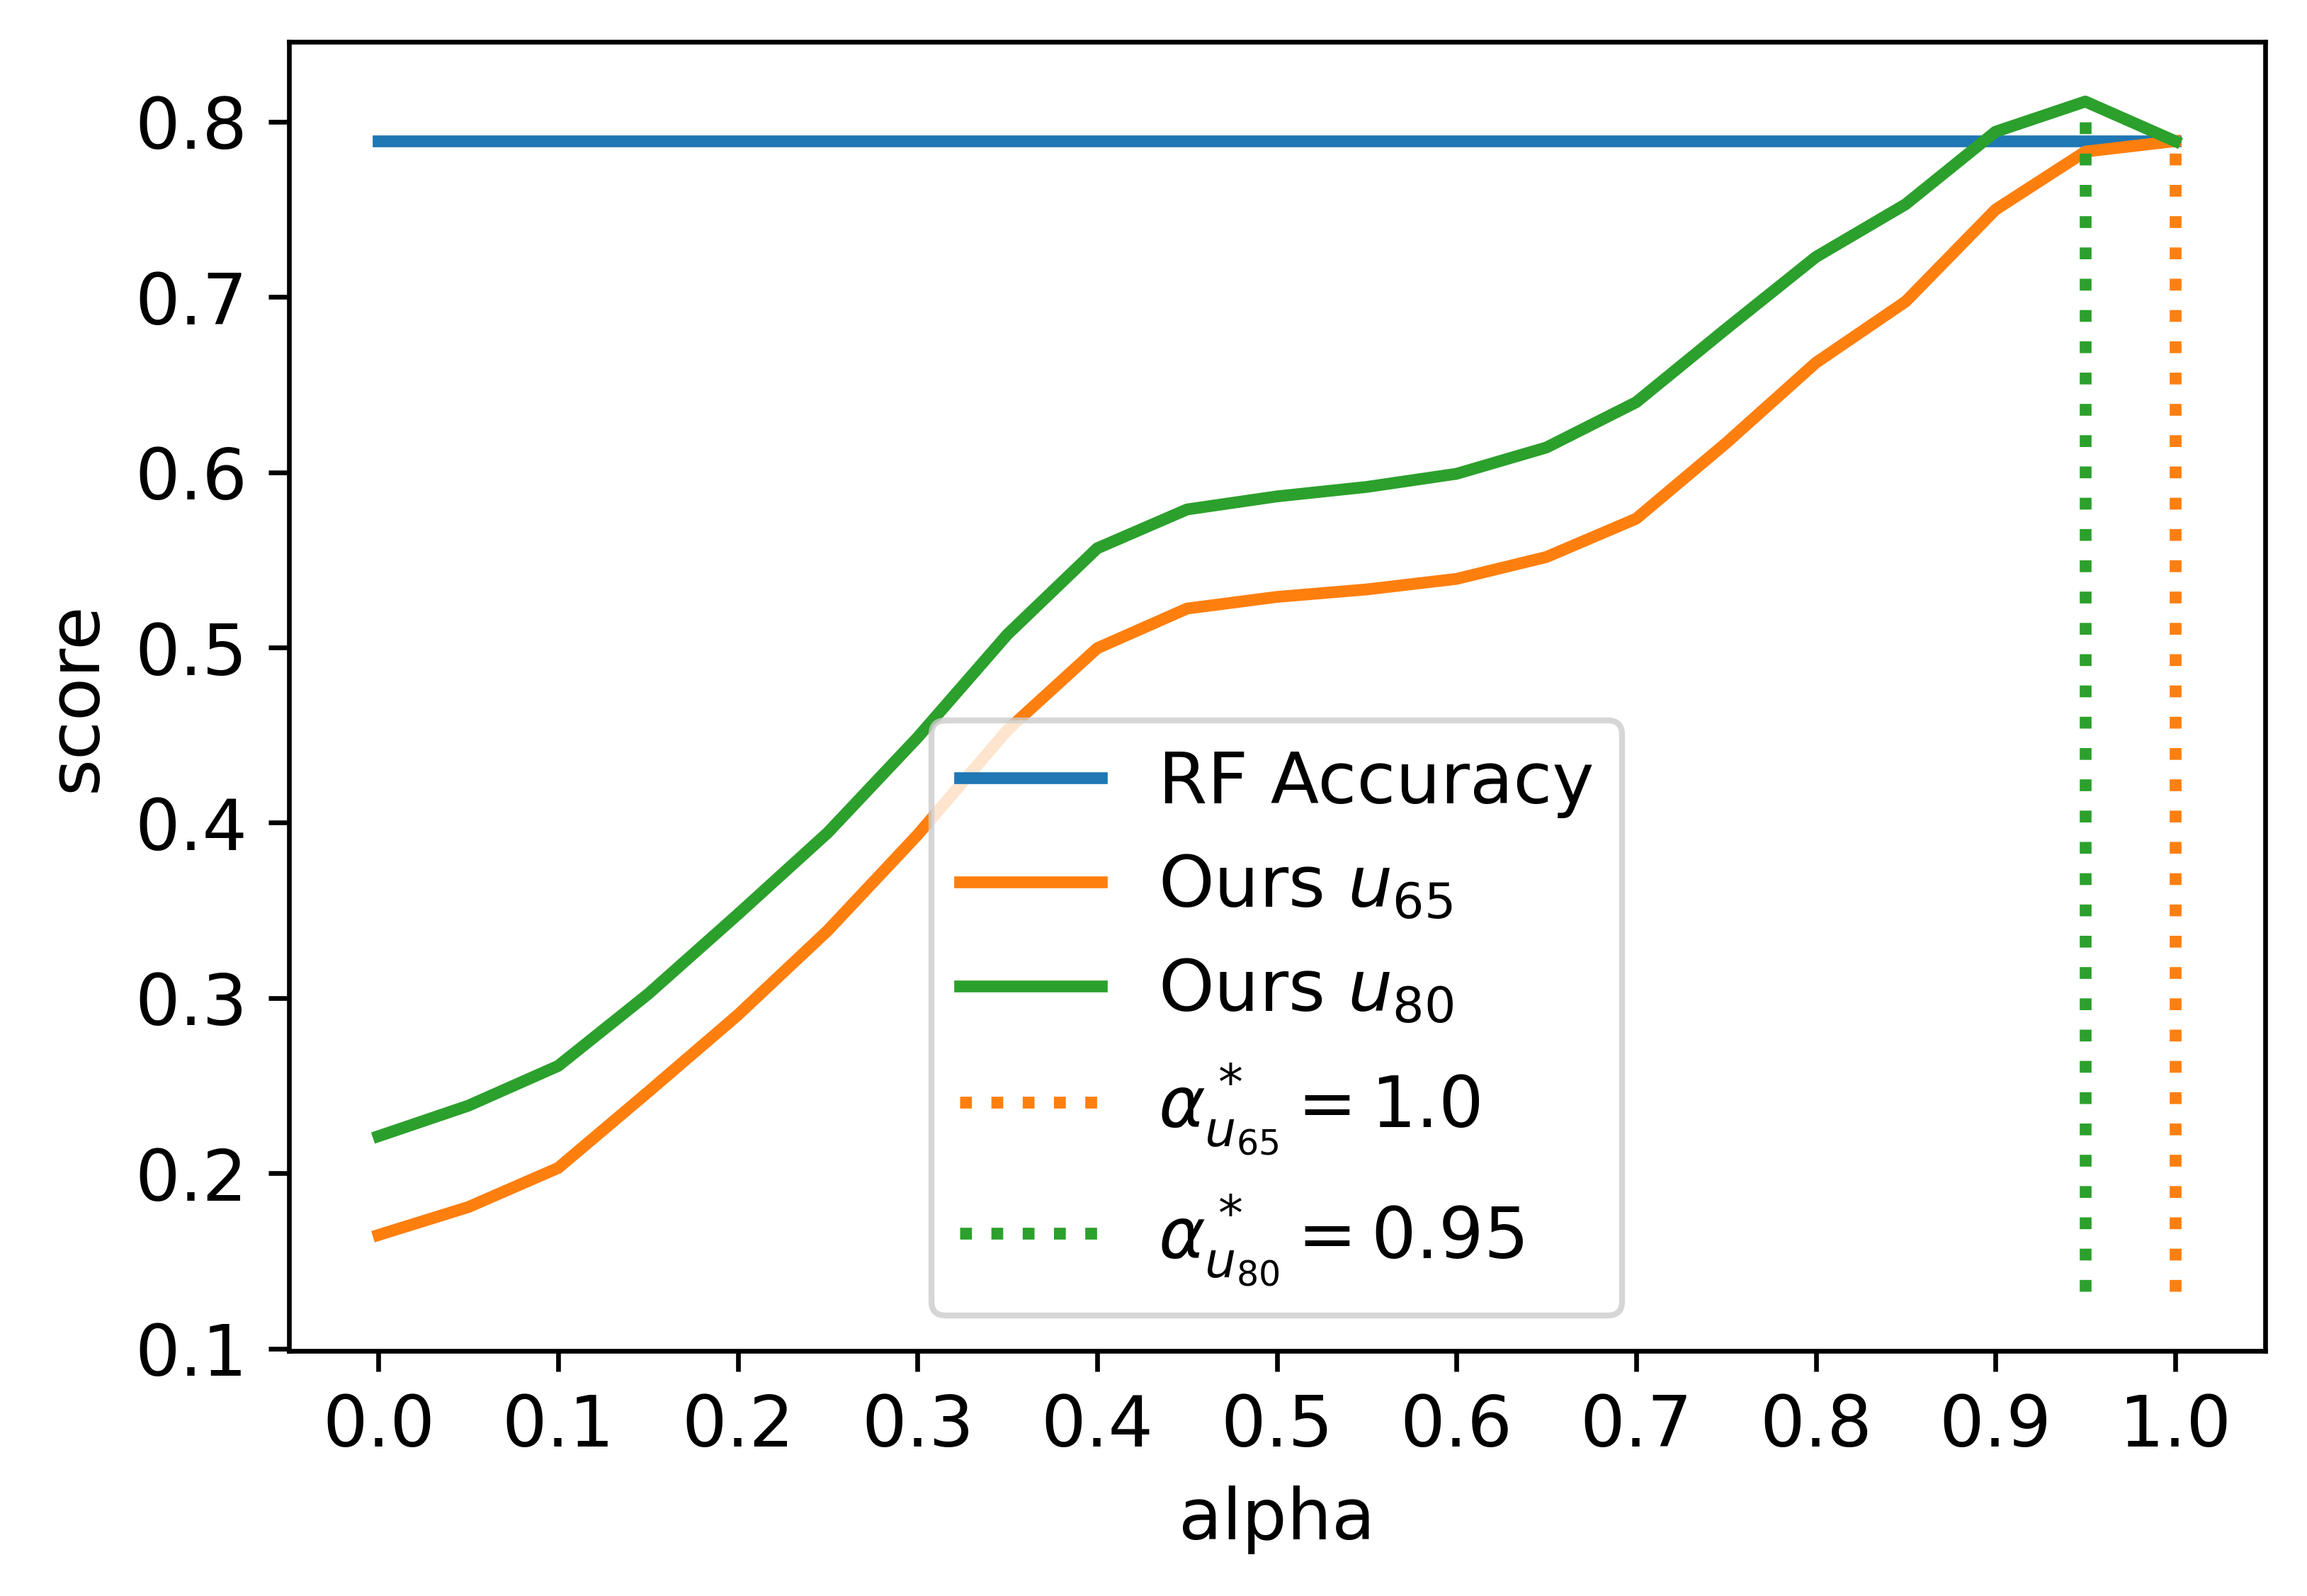 0.8
0.7
0.6
0.5
0.4
0.3
0.2
0.1
score
RF Accuracy
Ours u₆₅
Ours u₈₀
α*_{u₆₅} = 1.0
α*_{u₈₀} = 0.95
0.0 0.1 0.2 0.3 0.4 0.5 0.6 0.7 0.8 0.9 1.0
alpha